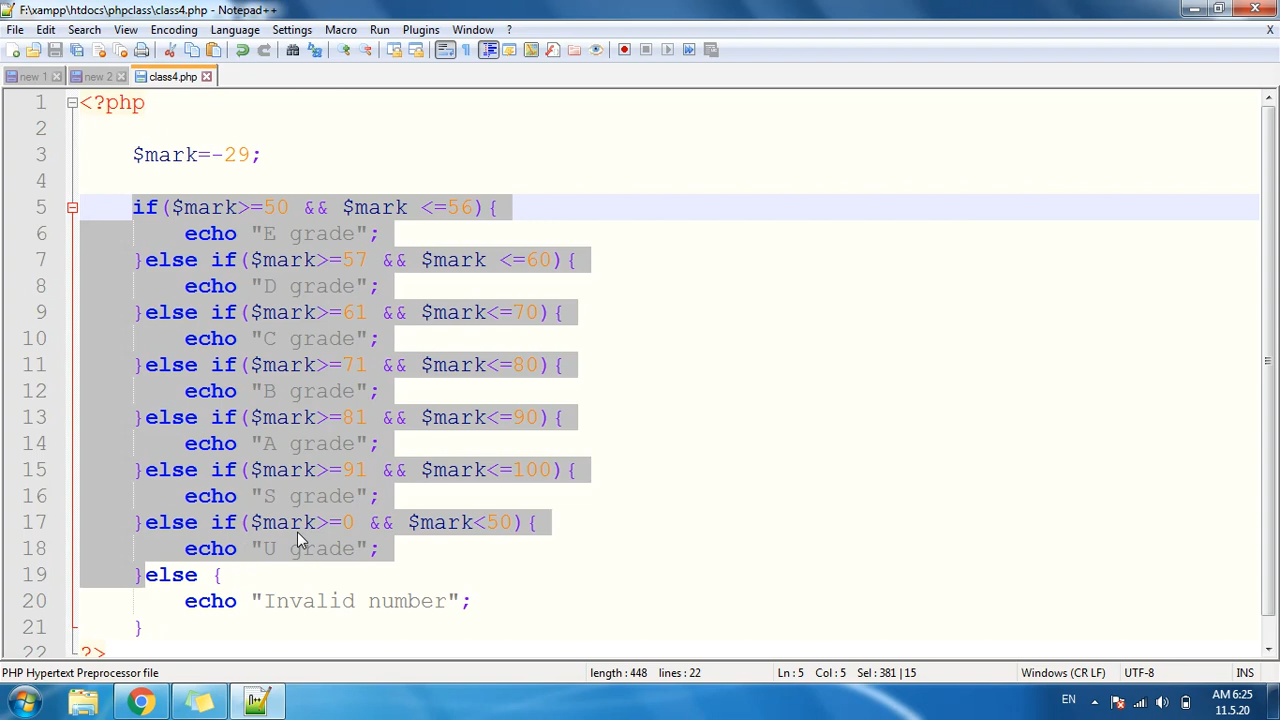 F:\xampp\htdocs\phpclass\class4.php - Notepad++
File Edit Search View Encoding Language Settings Macro Run Plugins Window ? X
new 1 new 2 class4.php
1 <?php
2
3 $mark=-29;
4
5 if($mark>=50 && $mark <=56){
6 echo "E grade";
7 }else if($mark>=57 && $mark <=60){
8 echo "D grade";
9 }else if($mark>=61 && $mark<=70){
10 echo "C grade";
11 }else if($mark>=71 && $mark<=80){
12 echo "B grade";
13 }else if($mark>=81 && $mark<=90){
14 echo "A grade";
15 }else if($mark>=91 && $mark<=100){
16 echo "S grade";
17 }else if($mark>=0 && $mark<50){
18 echo "U grade";
19 }else {
20 echo "Invalid number";
21 }
22 ?>
PHP Hypertext Preprocessor file length : 448 lines : 22 Ln : 5 Col : 5 Sel : 381 | 15 Windows (CR LF) UTF-8 INS
EN AM 6:25
11.5.20